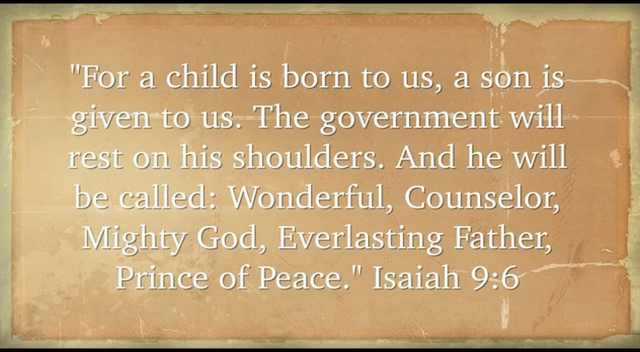 "For a child is born to us, a son is
given to us. The government will
rest on his shoulders. And he will
be called: Wonderful, Counselor,
Mighty God, Everlasting Father,
Prince of Peace." Isaiah 9:6